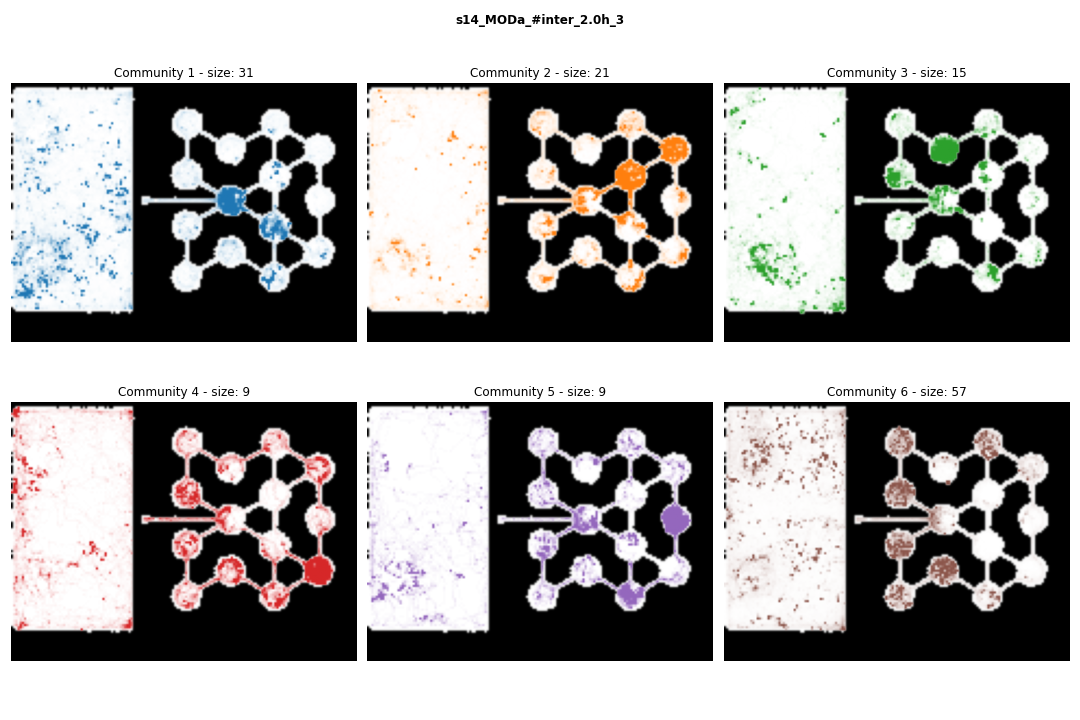 s14_MODa_#inter_2.0h_3
Community 1 - size: 31
Community 2 - size: 21
Community 3 - size: 15
Community 4 - size: 9
Community 5 - size: 9
Community 6 - size: 57